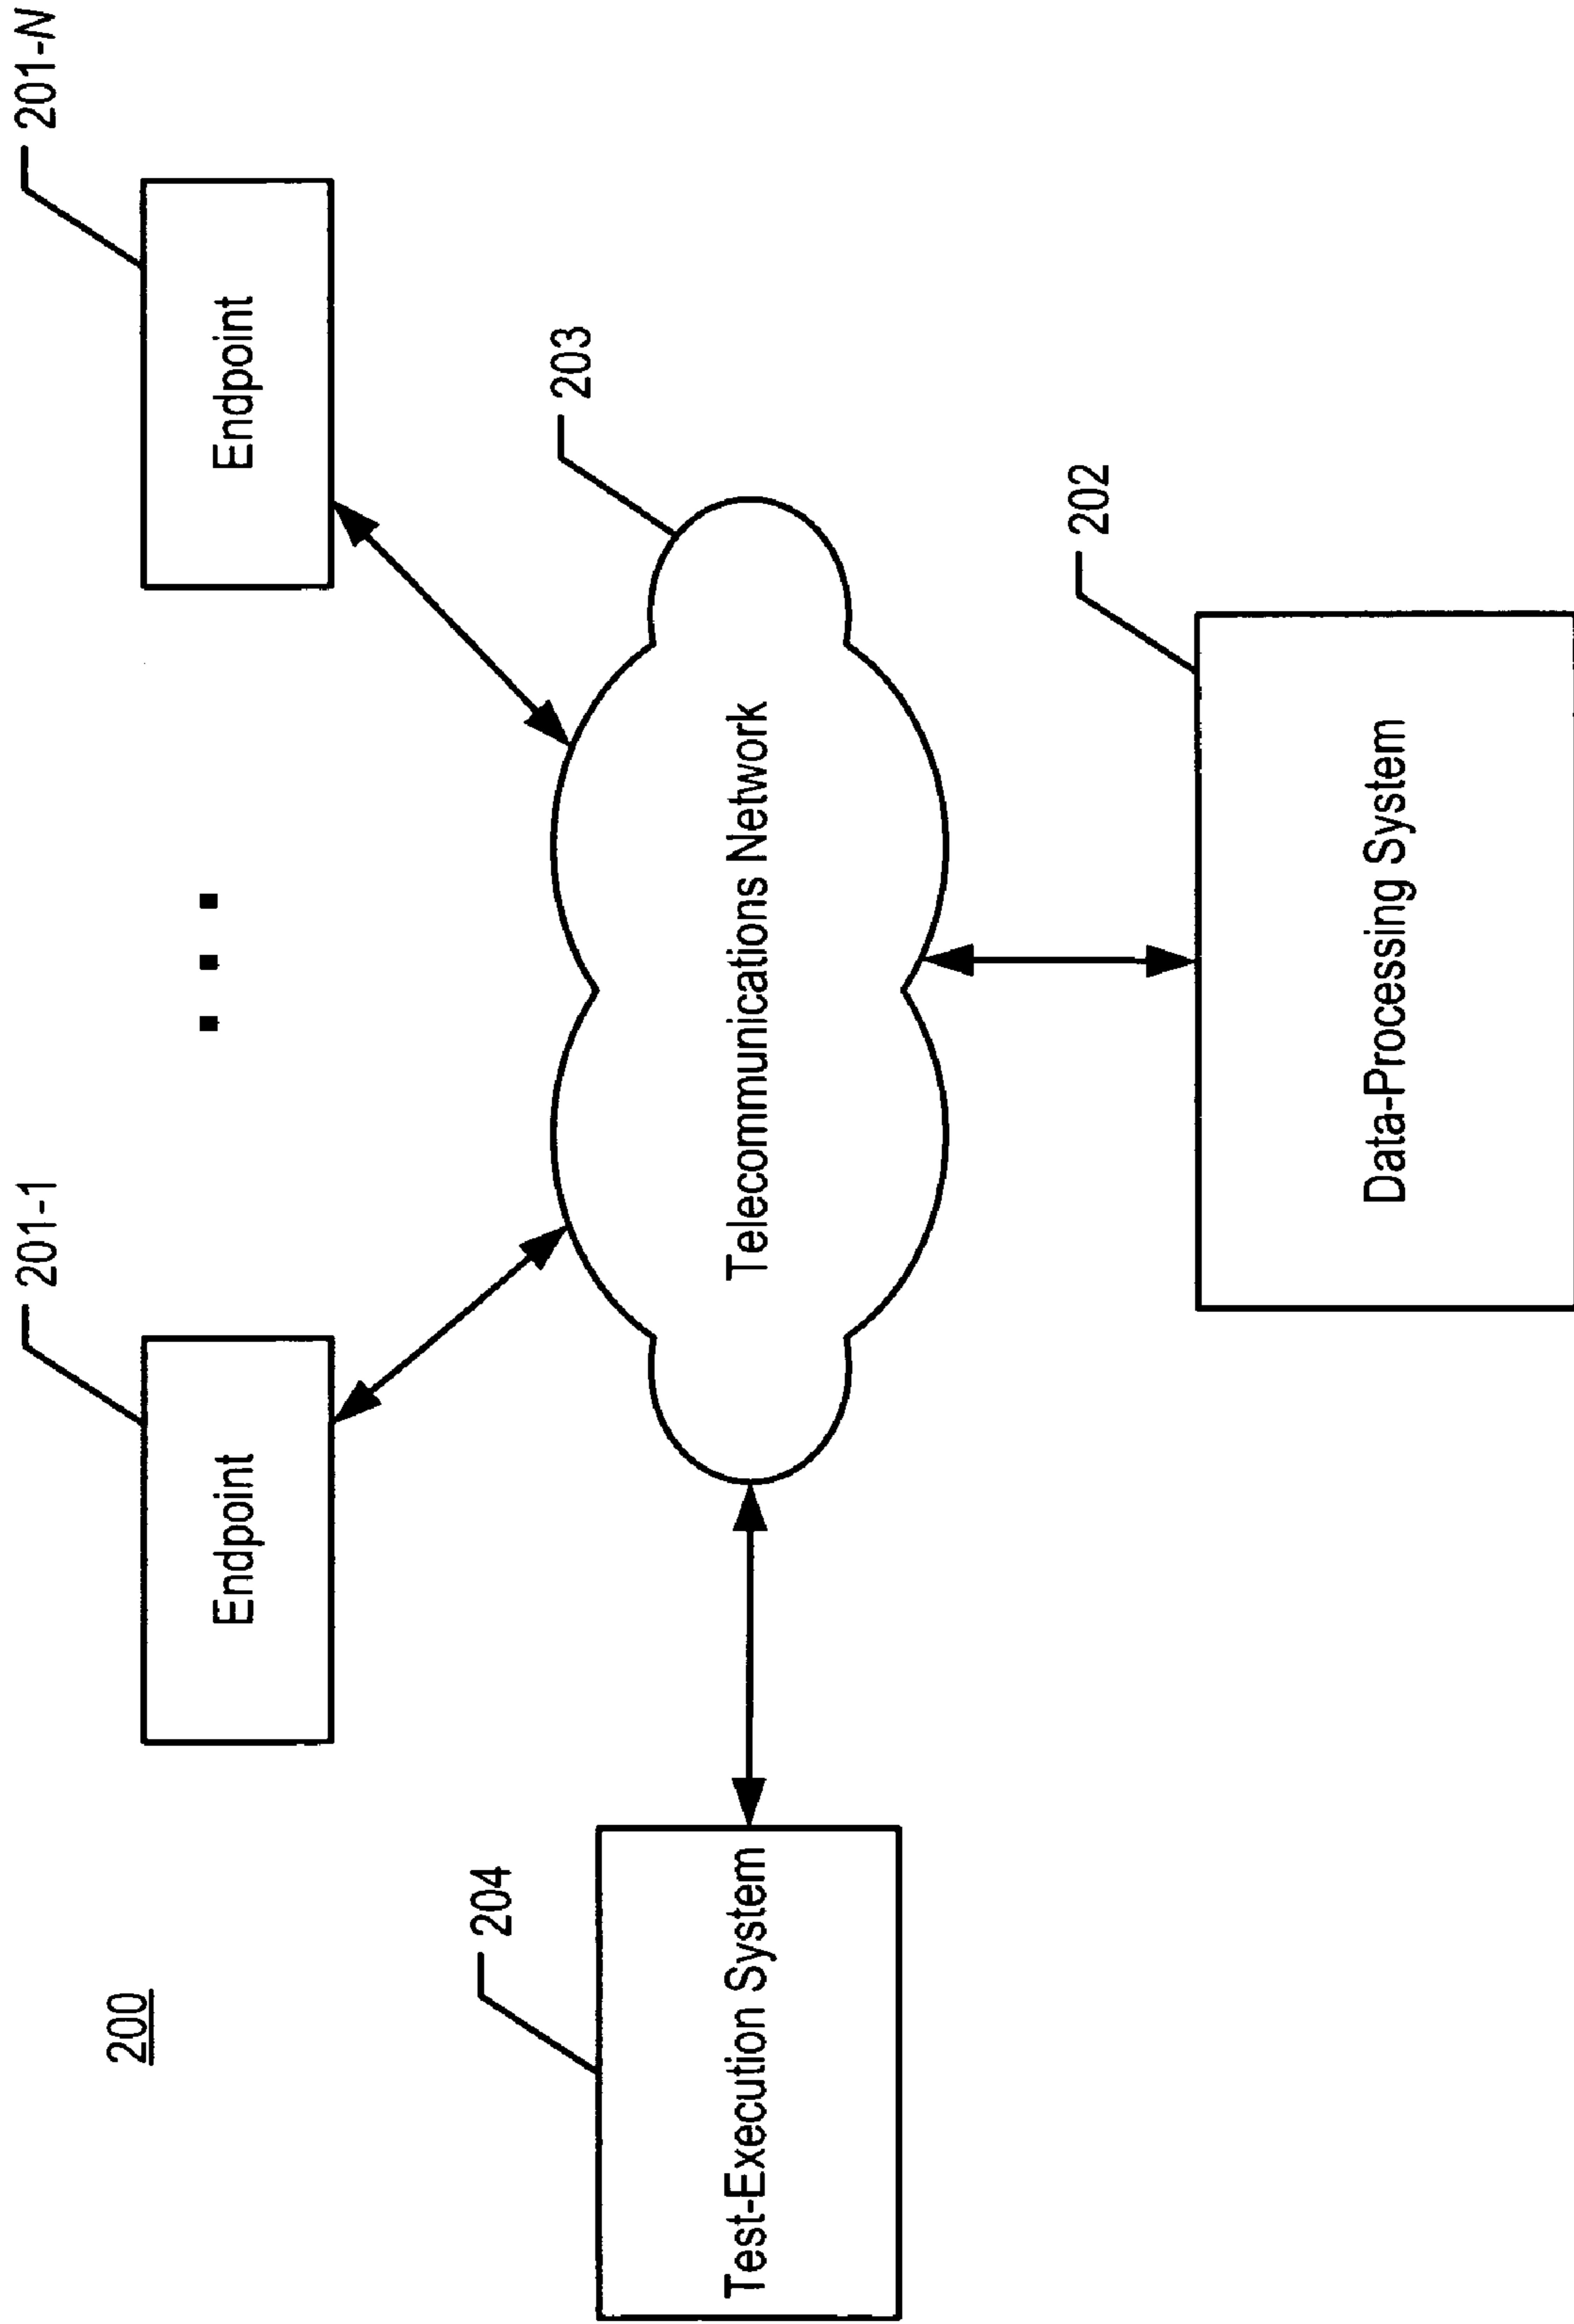 200
201-1
201-N
Endpoint
Endpoint
204
203
Test-Execution System
Telecommunications Network
202
Data-Processing System